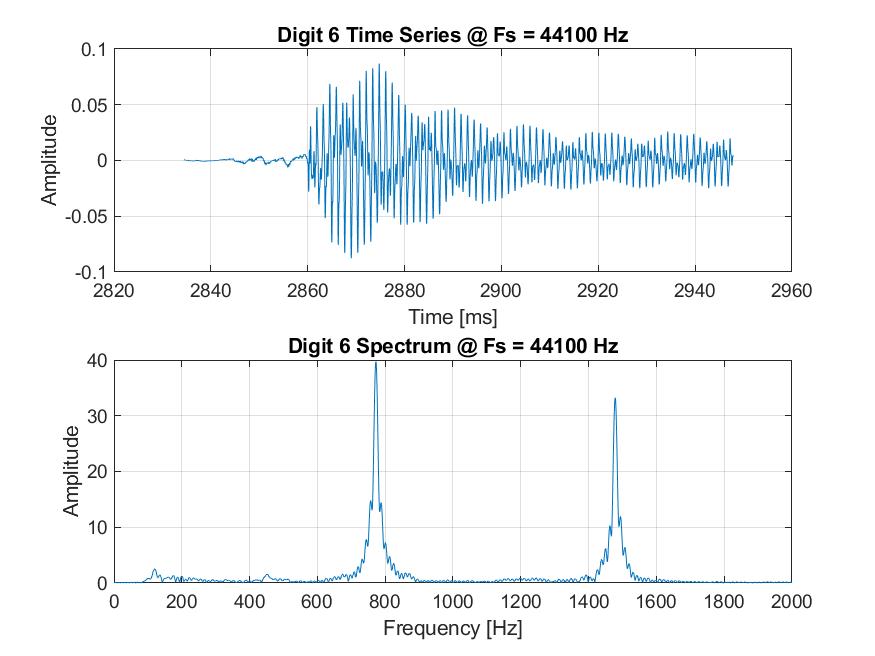 Digit 6 Time Series @ Fs = 44100 Hz
0.1
0.05
0
-0.05
-0.1
Amplitude
2820 2840 2860 2880 2900 2920 2940 2960
Time [ms]
Digit 6 Spectrum @ Fs = 44100 Hz
40
30
20
10
0
Amplitude
0 200 400 600 800 1000 1200 1400 1600 1800 2000
Frequency [Hz]